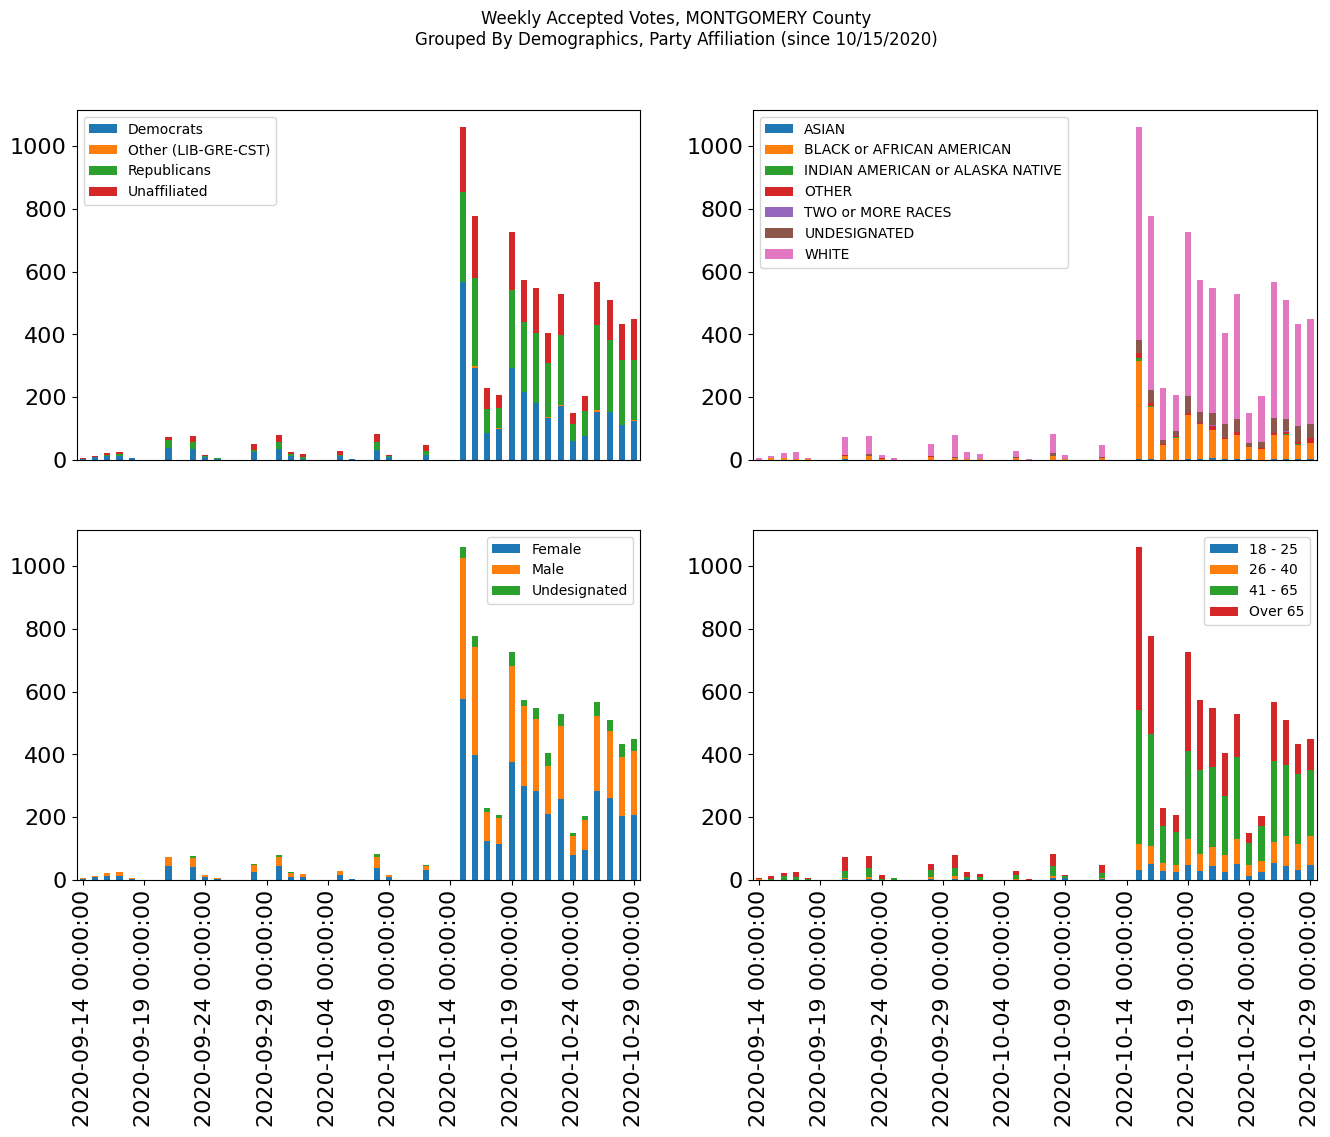 Weekly Accepted Votes, MONTGOMERY County
Grouped By Demographics, Party Affiliation (since 10/15/2020)
1000
800
600
400
200
0
Democrats
Other (LIB-GRE-CST)
Republicans
Unaffiliated
1000
800
600
400
200
0
ASIAN
BLACK or AFRICAN AMERICAN
INDIAN AMERICAN or ALASKA NATIVE
OTHER
TWO or MORE RACES
UNDESIGNATED
WHITE
1000
800
600
400
200
0
Female
Male
Undesignated
2020-09-14 00:00:00
2020-09-19 00:00:00
2020-09-24 00:00:00
2020-09-29 00:00:00
2020-10-04 00:00:00
2020-10-09 00:00:00
2020-10-14 00:00:00
2020-10-19 00:00:00
2020-10-24 00:00:00
2020-10-29 00:00:00
1000
800
600
400
200
0
18 - 25
26 - 40
41 - 65
Over 65
2020-09-14 00:00:00
2020-09-19 00:00:00
2020-09-24 00:00:00
2020-09-29 00:00:00
2020-10-04 00:00:00
2020-10-09 00:00:00
2020-10-14 00:00:00
2020-10-19 00:00:00
2020-10-24 00:00:00
2020-10-29 00:00:00